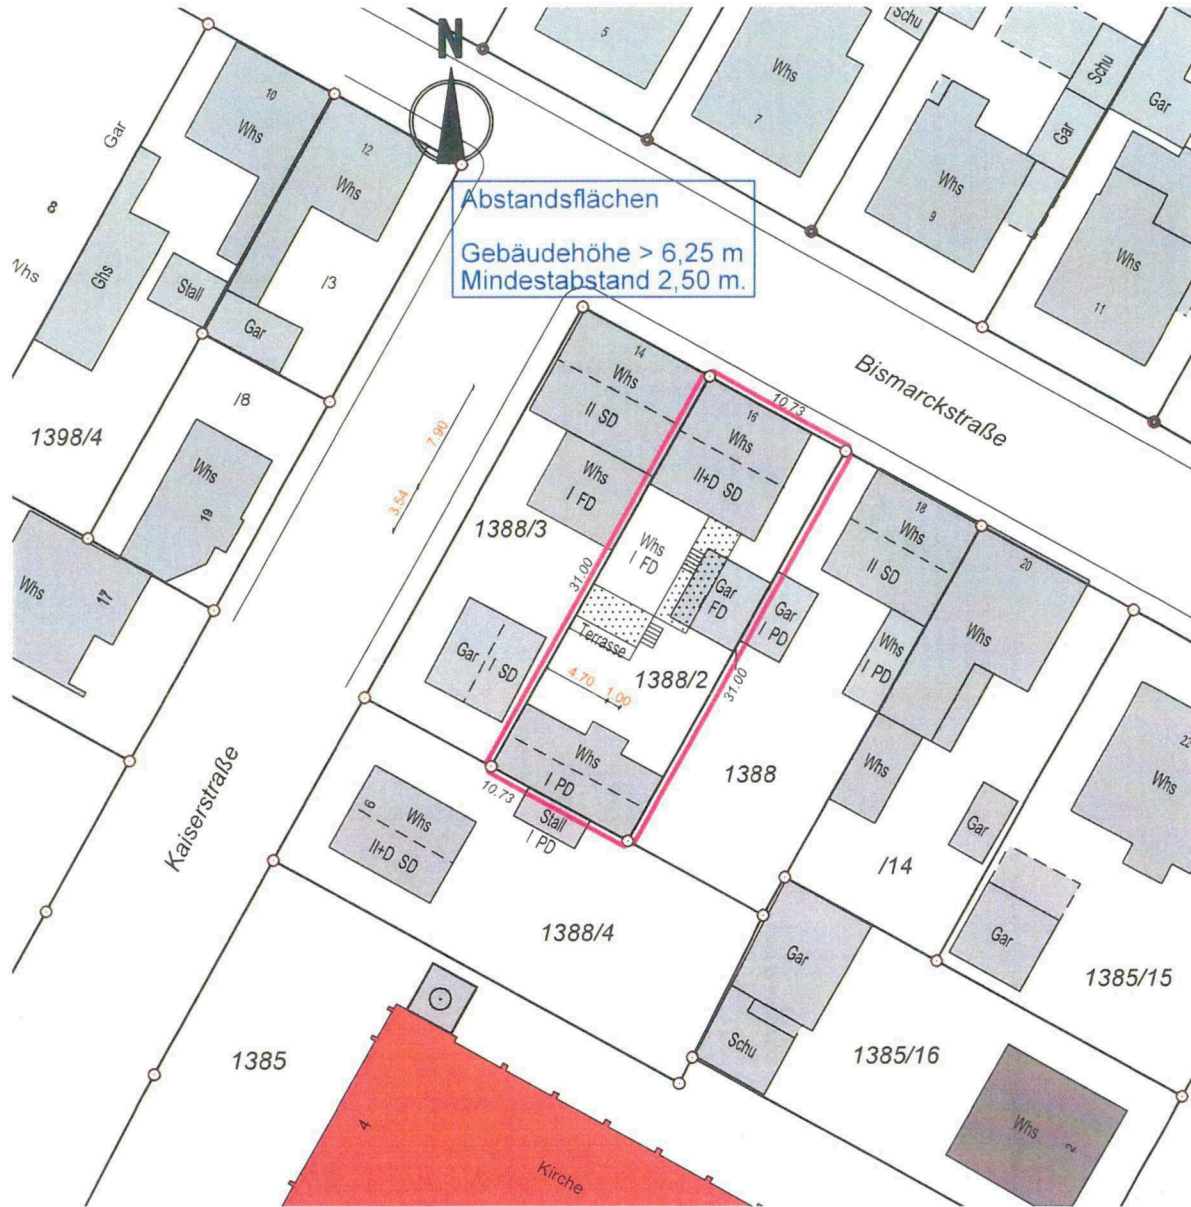 N
5
Schu
Whs
7
Schu
Gar
Gar
10
Whs
12
Whs
Gar
8
Whs
Ghs
Stall
/3
Gar
Whs
9
Whs
11
Abstandsflächen
Gebäudehöhe > 6,25 m
Mindestabstand 2,50 m.
Bismarckstraße
14
Whs
II SD
10.73
16
Whs
II+D SD
/8
1398/4
Whs
19
7.90
3.54
Whs
I FD
1388/3
Whs
I FD
31.00
Gar
FD
Gar
I PD
18
Whs
II SD
20
Whs
Whs
I PD
Whs
17
Terrasse
Gar
I SD
4.70
1.00
1388/2
31.00
Whs
I PD
1388
Whs
22
Whs
10.73
Stall
I PD
Kaiserstraße
6
Whs
II+D SD
Gar
/14
1388/4
Gar
Gar
1385/15
1385
Schu
1385/16
4
Kirche
Whs
2